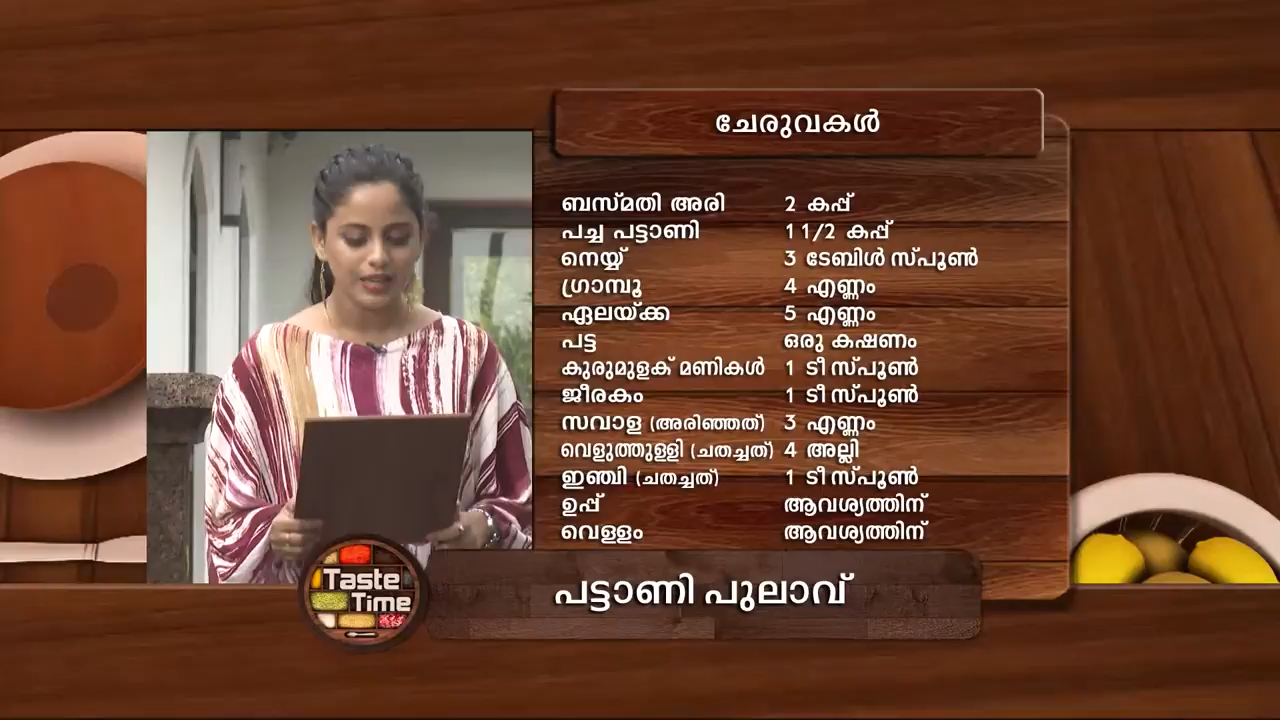 ചേരുവകൾ
ബസ്മതി അരി 2 കപ്പ്
പച്ച പട്ടാണി 1 1/2 കപ്പ്
നെയ്യ് 3 ടേബിൾ സ്പൂൺ
ഗ്രാമ്പൂ 4 എണ്ണം
ഏലയ്ക്ക 5 എണ്ണം
പട്ട ഒരു കഷണം
കുരുമുളക് മണികൾ 1 ടീ സ്പൂൺ
ജീരകം 1 ടീ സ്പൂൺ
സവാള (അരിഞ്ഞത്) 3 എണ്ണം
വെളുത്തുള്ളി (ചതച്ചത്) 4 അല്ലി
ഇഞ്ചി (ചതച്ചത്) 1 ടീ സ്പൂൺ
ഉപ്പ് ആവശ്യത്തിന്
വെള്ളം ആവശ്യത്തിന്
Taste
Time
പട്ടാണി പുലാവ്